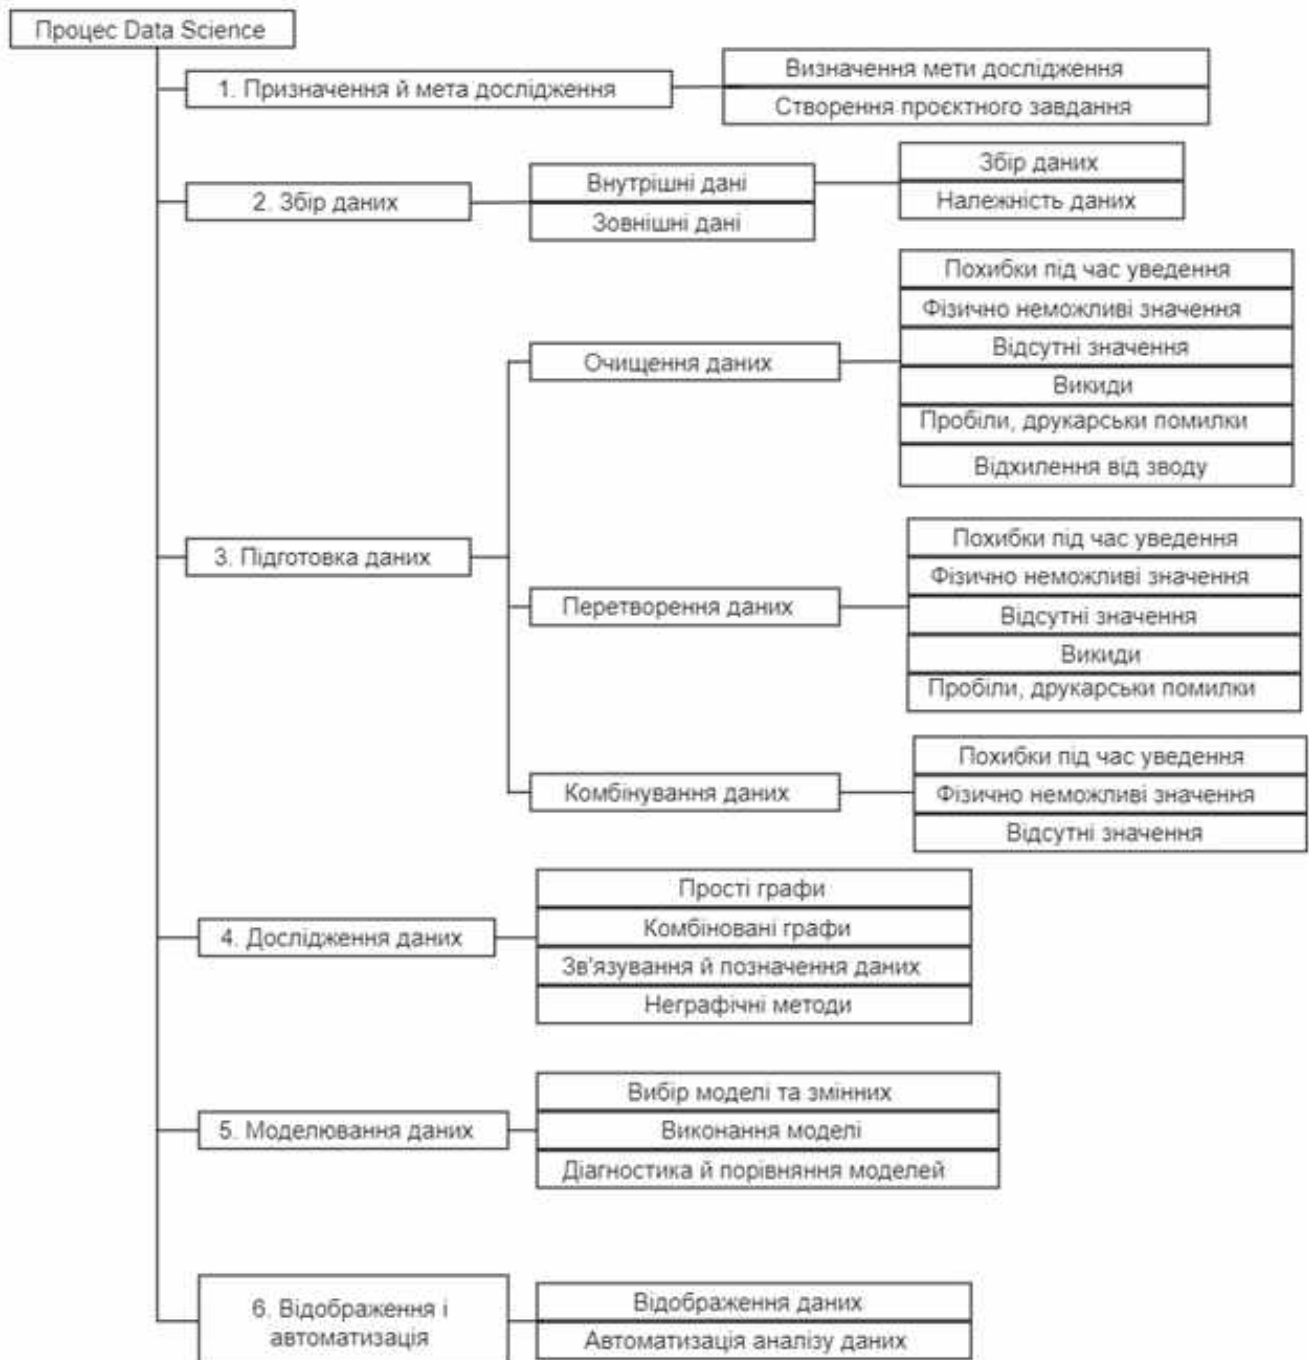 Процес Data Science
1. Призначення й мета дослідження
Визначення мети дослідження
Створення проєктного завдання
2. Збір даних
Внутрішні дані
Зовнішні дані
Збір даних
Належність даних
3. Підготовка даних
Очищення даних
Похибки під час уведення
Фізично неможливі значення
Відсутні значення
Викиди
Пробіли, друкарськи помилки
Відхилення від зводу
Перетворення даних
Похибки під час уведення
Фізично неможливі значення
Відсутні значення
Викиди
Пробіли, друкарськи помилки
Комбінування даних
Похибки під час уведення
Фізично неможливі значення
Відсутні значення
4. Дослідження даних
Прості графи
Комбіновані графи
Зв'язування й позначення даних
Неграфічні методи
5. Моделювання даних
Вибір моделі та змінних
Виконання моделі
Діагностика й порівняння моделей
6. Відображення і
автоматизація
Відображення даних
Автоматизація аналізу даних